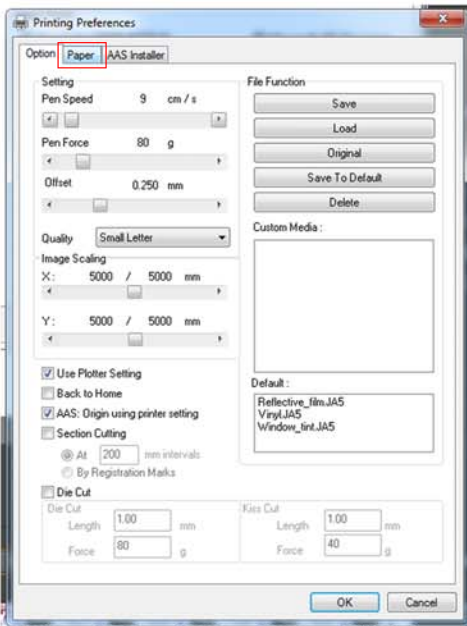 Printing Preferences
Option Paper AAS Installer
Setting
Pen Speed 9 cm / s
Pen Force 80 g
Offset 0.250 mm
Quality Small Letter
Image Scaling
X: 5000 / 5000 mm
Y: 5000 / 5000 mm
Use Plotter Setting
Back to Home
AAS: Origin using printer setting
Section Cutting
At 200 mm intervals
By Registration Marks
Die Cut
Die Cut
Length 1.00 mm
Force 80 g
File Function
Save
Load
Original
Save To Default
Delete
Custom Media :
Default :
Reflective_film.JA5
Vinyl.JA5
Window_tint.JA5
Kiss Cut
Length 1.00 mm
Force 40 g
OK Cancel